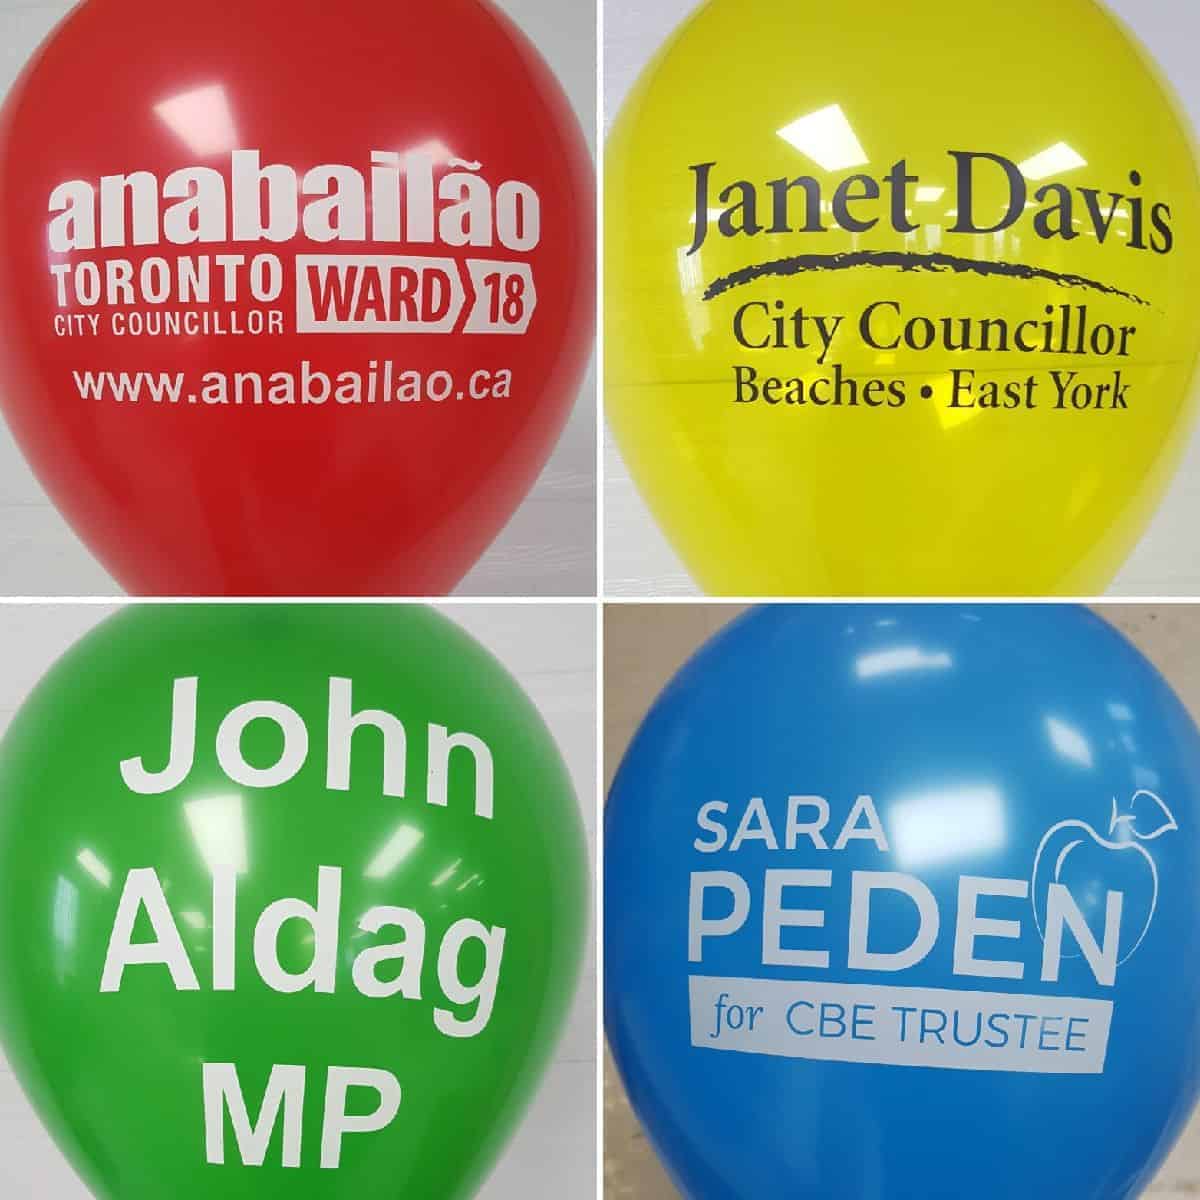 anabailão
TORONTO WARD 18
CITY COUNCILLOR
www.anabailao.ca
Janet Davis
City Councillor
Beaches • East York
John
Aldag
MP
SARA
PEDEN
for CBE TRUSTEE